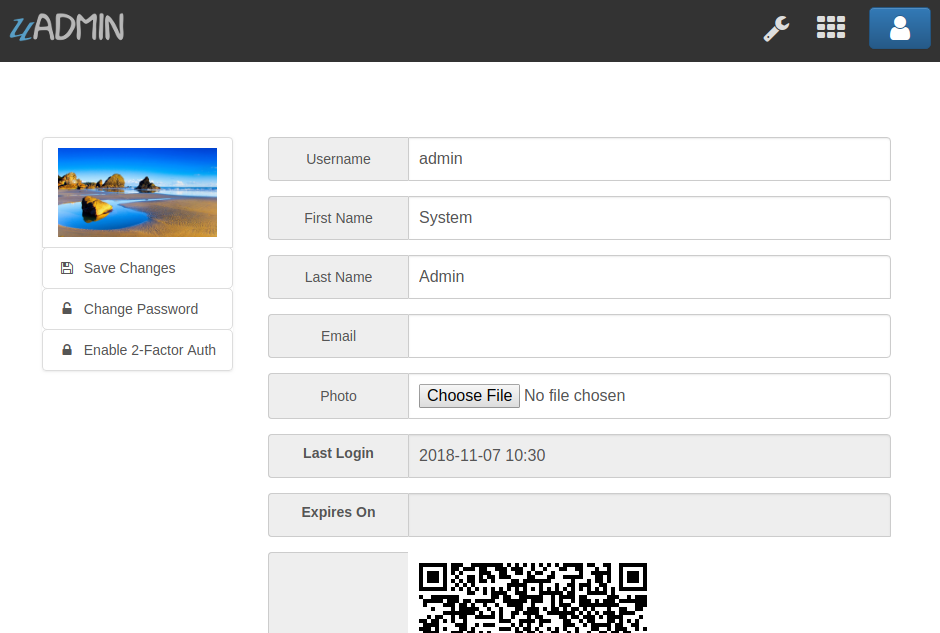 uADMIN
Save Changes
Change Password
Enable 2-Factor Auth
Username admin
First Name System
Last Name Admin
Email
Photo Choose File No file chosen
Last Login 2018-11-07 10:30
Expires On